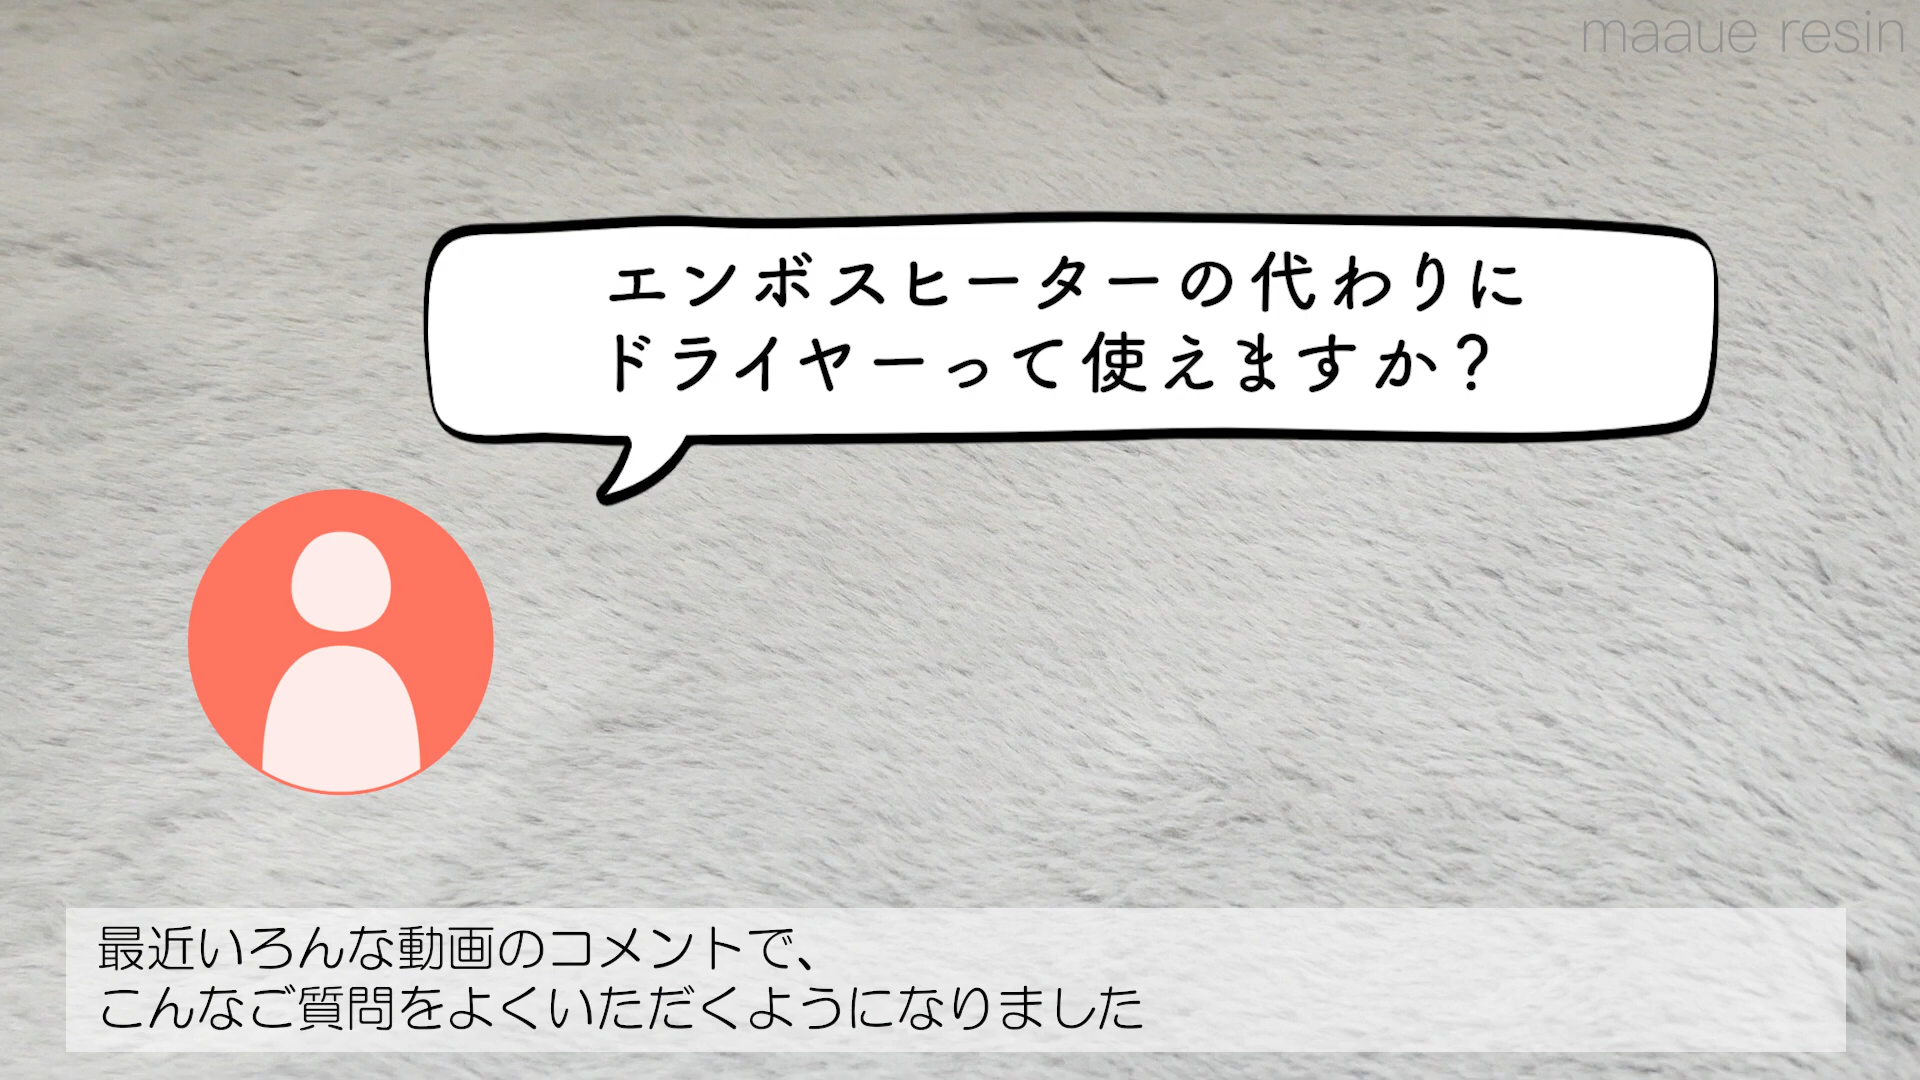 maaue resin
エンボスヒーターの代わりに
ドライヤーって使えますか?
最近いろんな動画のコメントで、
こんなご質問をよくいただくようになりました